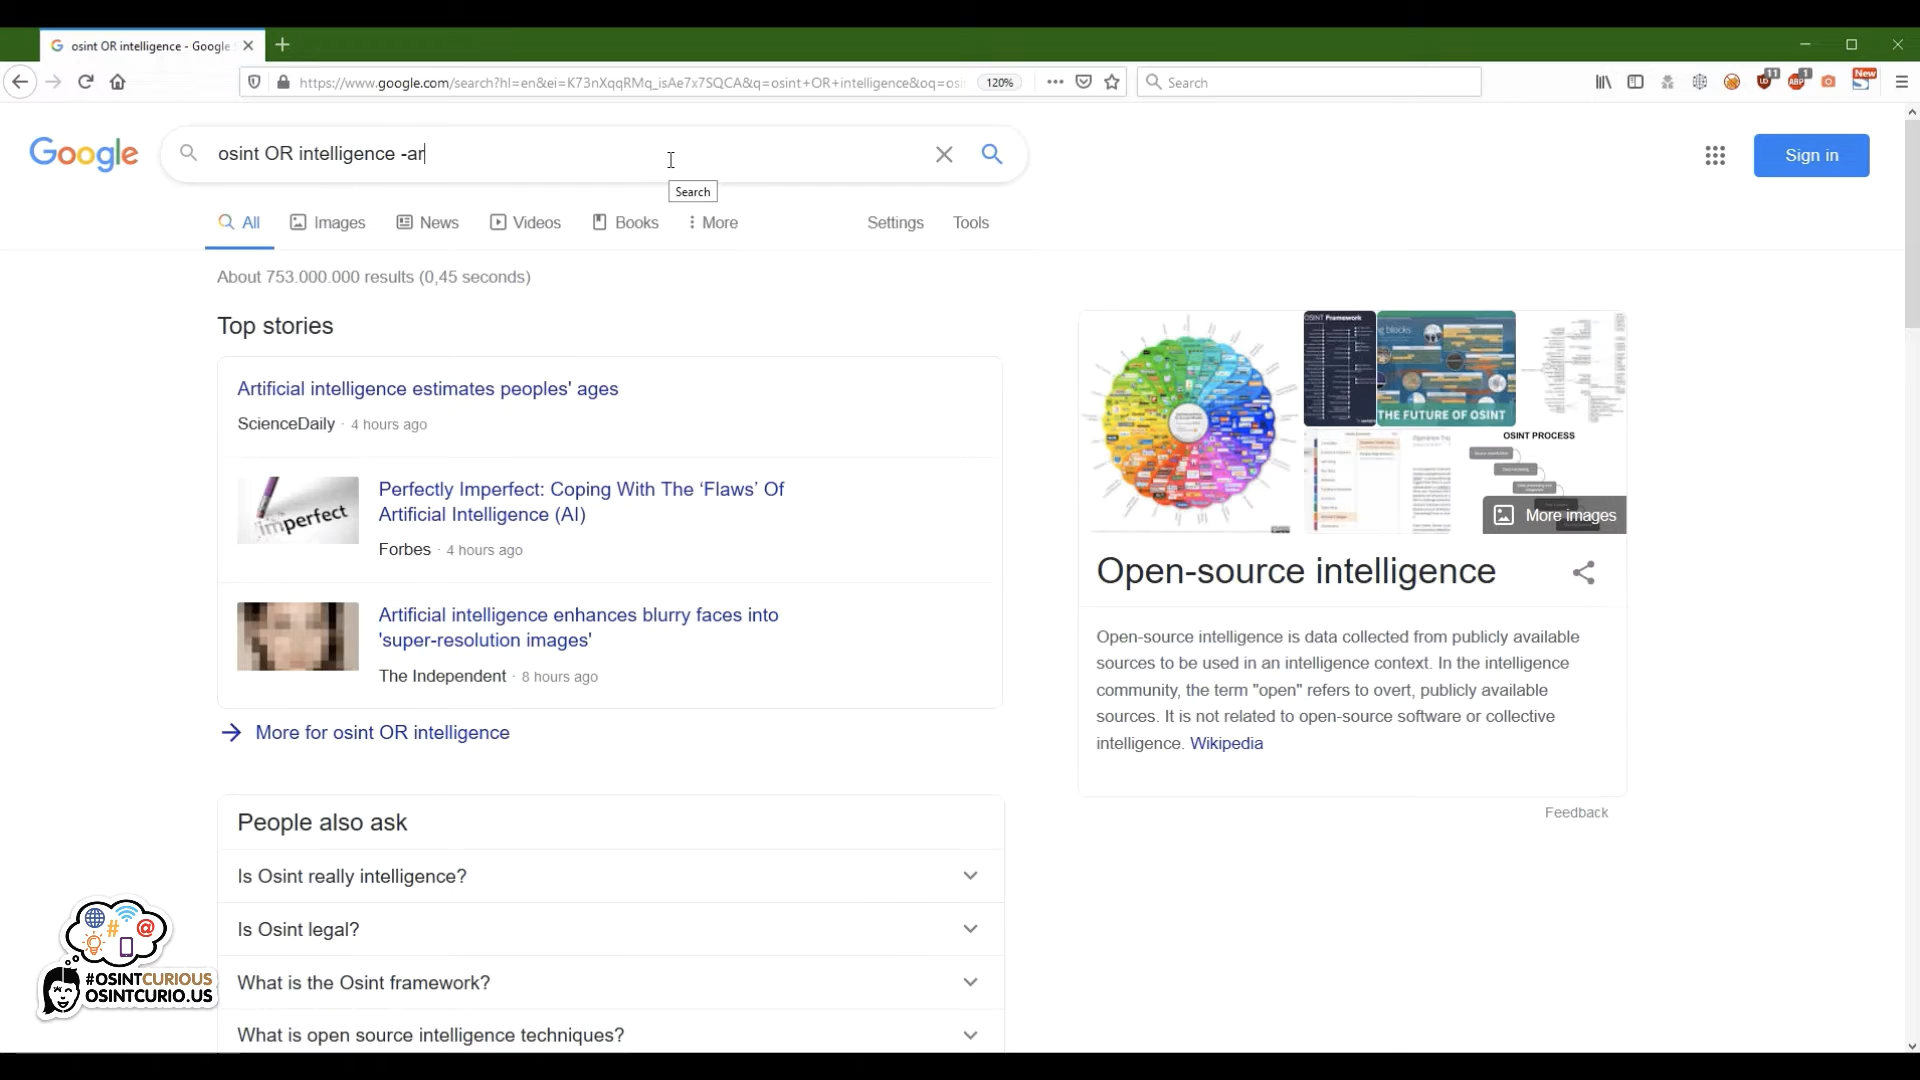 osint OR intelligence - Google
https://www.google.com/search?hl=en&ei=K73nXqqRMq_isAe7x7SQCA&q=osint+OR+intelligence&oq=osi
120%
Search
11
1
New
Google
osint OR intelligence -ar
Sign in
Search
All
Images
News
Videos
Books
More
Settings
Tools
About 753.000.000 results (0,45 seconds)
Top stories
Artificial intelligence estimates peoples' ages
ScienceDaily · 4 hours ago
imperfect
Perfectly Imperfect: Coping With The ‘Flaws’ Of
Artificial Intelligence (AI)
Forbes · 4 hours ago
Artificial intelligence enhances blurry faces into
'super-resolution images'
The Independent · 8 hours ago
More for osint OR intelligence
OSINT Framework
THE FUTURE OF OSINT
OSINT PROCESS
More images
Open-source intelligence
Open-source intelligence is data collected from publicly available
sources to be used in an intelligence context. In the intelligence
community, the term "open" refers to overt, publicly available
sources. It is not related to open-source software or collective
intelligence. Wikipedia
Feedback
People also ask
Is Osint really intelligence?
Is Osint legal?
What is the Osint framework?
What is open source intelligence techniques?
#OSINTCURIOUS
OSINTCURIO.US